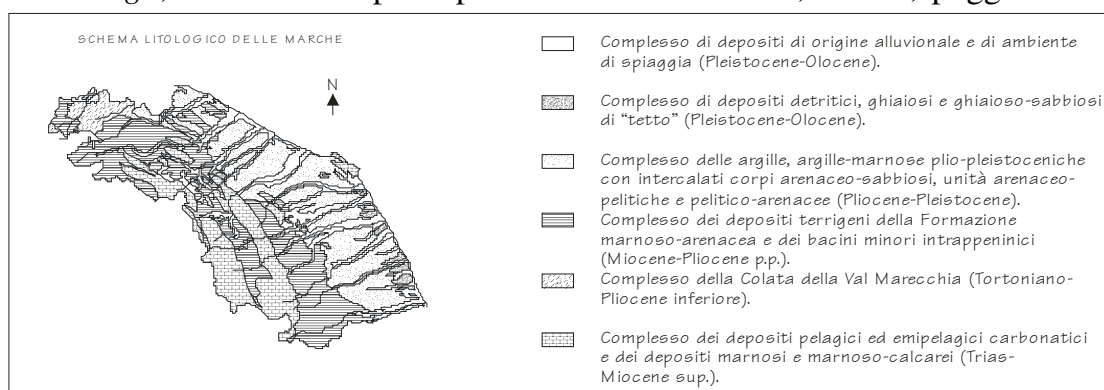 SCHEMA LITOLOGICO DELLE MARCHE
N
Complesso di depositi di origine alluvionale e di ambiente
di spiaggia (Pleistocene-Olocene).
Complesso di depositi detritici, ghiaiosi e ghiaioso-sabbiosi
di “tetto” (Pleistocene-Olocene).
Complesso delle argille, argille-marnose plio-pleistoceniche
con intercalati corpi arenaceo-sabbiosi, unità arenaceo-
pelitiche e pelitico-arenacee (Pliocene-Pleistocene).
Complesso dei depositi terrigeni della Formazione
marnoso-arenacea e dei bacini minori intrappeninici
(Miocene-Pliocene p.p.).
Complesso della Colata della Val Marecchia (Tortoniano-
Pliocene inferiore).
Complesso dei depositi pelagici ed emipelagici carbonatici
e dei depositi marnosi e marnoso-calcarei (Trias-
Miocene sup.).